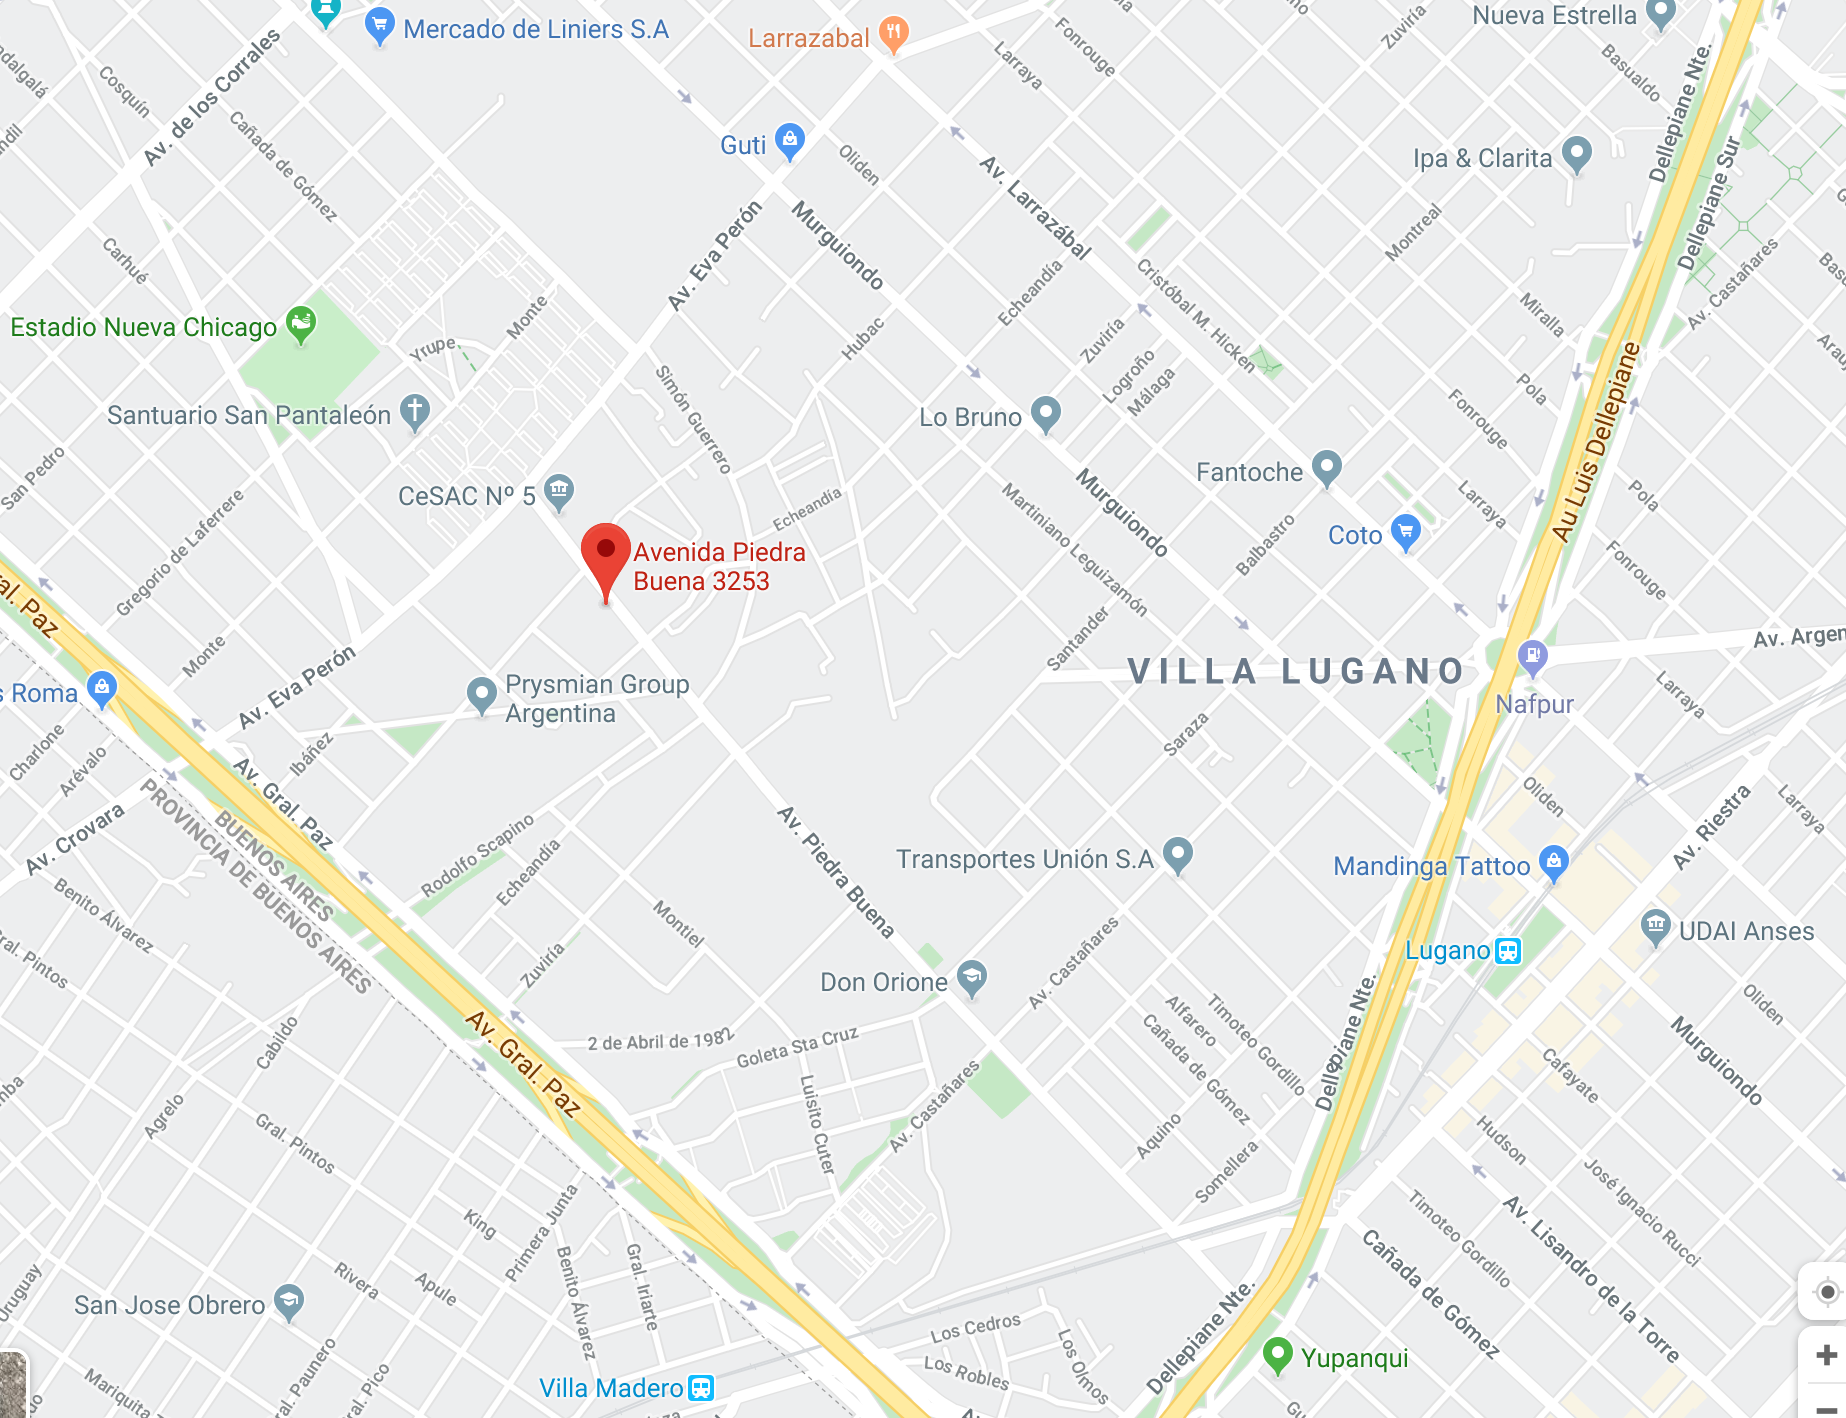 Mercado de Liniers S.A
Larrazabal
Fonrouge
Zuviría
Nueva Estrella
Larraya
Basualdo
Dellepiane Nte.
Av. de los Corrales
Cosquín
Cañada de Gómez
Guti
Oliden
Av. Larrazábal
Ipa & Clarita
Dellepiane Sur
Carhué
Av. Eva Perón
Murguiondo
Montreal
Av. Castañares
Echeandía
Cristóbal M. Hicken
Miralla
Estadio Nueva Chicago
Monte
Yrupe
Hubac
Zuviría
Logroño
Málaga
Au Luis Dellepiane
Pola
Simón Guerrero
Santuario San Pantaleón
Lo Bruno
Fonrouge
San Pedro
Fantoche
CeSAC Nº 5
Echeandía
Murguiondo
Larraya
Pola
Gregorio de Laferrere
Martiniano Leguizamón
Balbastro
Coto
Avenida Piedra
Buena 3253
Fonrouge
al. Paz
Monte
Santander
VILLA LUGANO
Av. Argen
Av. Eva Perón
s Roma
Prysmian Group
Argentina
Nafpur
Larraya
Charlone
Arévalo
Ibáñez
Saraza
Av. Gral. Paz
Oliden
Larraya
Av. Riestra
Av. Crovara
PROVINCIA DE BUENOS AIRES
BUENOS AIRES
Rodolfo Scapino
Echeandía
Av. Piedra Buena
Transportes Unión S.A
Mandinga Tattoo
Benito Álvarez
Montiel
UDAI Anses
Lugano
Zuviría
Don Orione
Av. Castañares
Dellepiane Nte.
Gral. Pintos
Timoteo Gordillo
Alfarero
Cañada de Gómez
Oliden
Av. Gral. Paz
Cabildo
2 de Abril de 1982
Goleta Sta Cruz
Murguiondo
Cafayate
Luisito Cuter
Av. Castañares
Agrelo
Gral. Pintos
Aquino
Somellera
Hudson
José Ignacio Rucci
Timoteo Gordillo
Av. Lisandro de la Torre
King
Primera Junta
Cañada de Gómez
Rivera
Apule
Benito Álvarez
Gral. Iriarte
Uruguay
San Jose Obrero
Los Cedros
Los Robles
Los Olmos
Dellepiane Nte.
Yupanqui
Villa Madero
Mariquita
ral. Paunero
ral. Pico